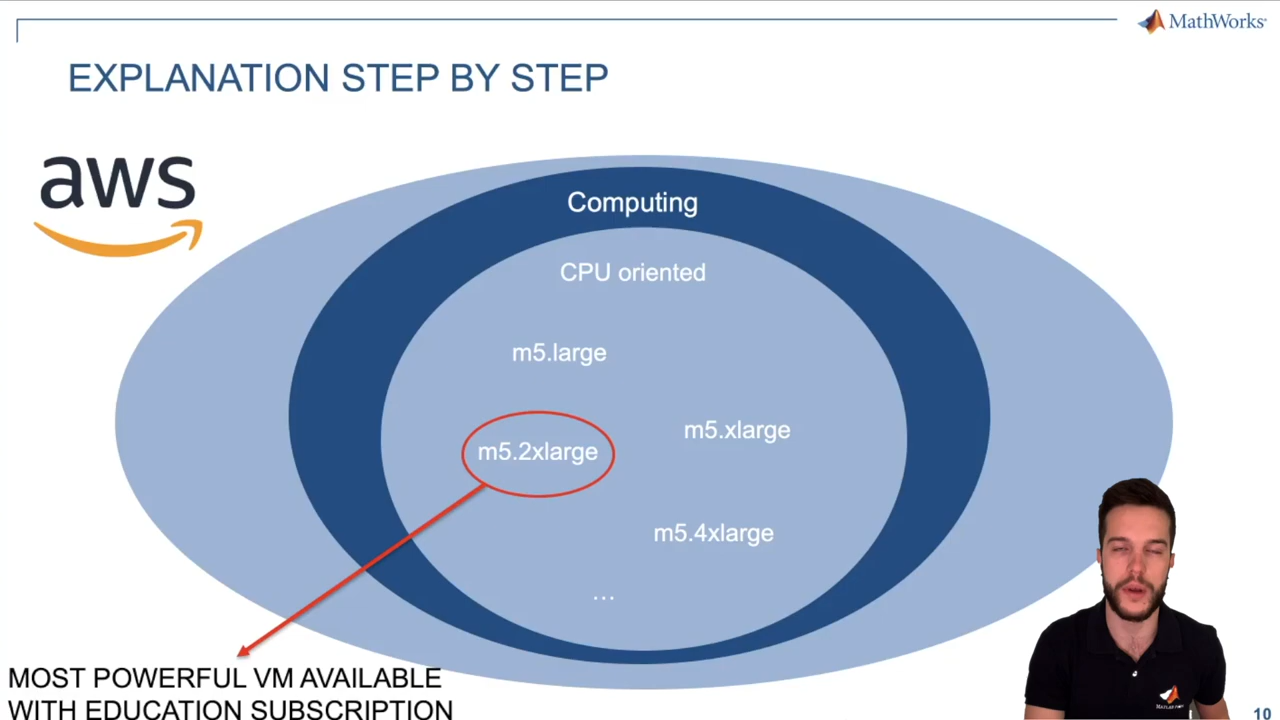 MathWorks
EXPLANATION STEP BY STEP
aws
Computing
CPU oriented
m5.large
m5.xlarge
m5.2xlarge
m5.4xlarge
...
MOST POWERFUL VM AVAILABLE
WITH EDUCATION SUBSCRIPTION
10